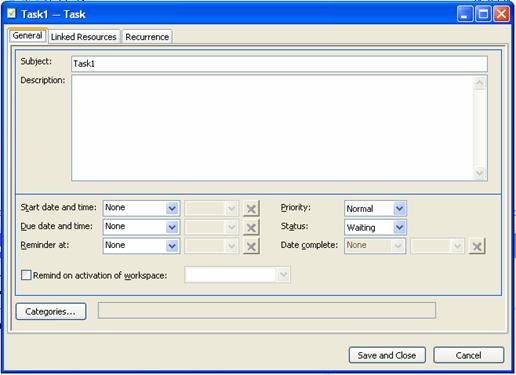 Task1 — Task
General Linked Resources Recurrence
Subject: Task1
Description:
Start date and time: None Priority: Normal
Due date and time: None Status: Waiting
Reminder at: None Date complete: None
Remind on activation of workspace:
Categories...
Save and Close Cancel